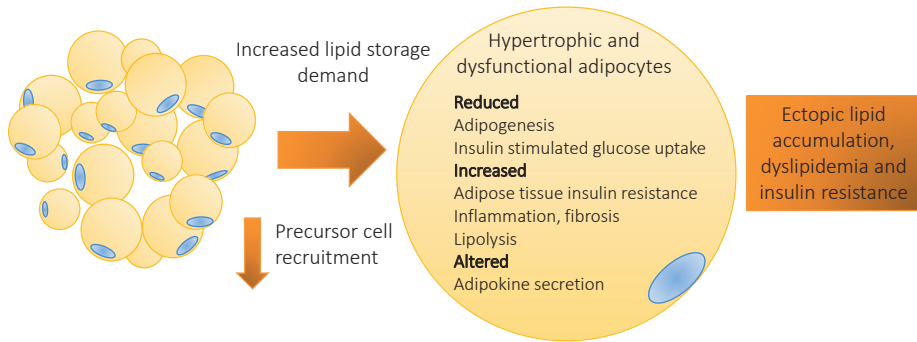 Increased lipid storage
demand
Precursor cell
recruitment
Hypertrophic and
dysfunctional adipocytes
Reduced
Adipogenesis
Insulin stimulated glucose uptake
Increased
Adipose tissue insulin resistance
Inflammation, fibrosis
Lipolysis
Altered
Adipokine secretion
Ectopic lipid
accumulation,
dyslipidemia and
insulin resistance